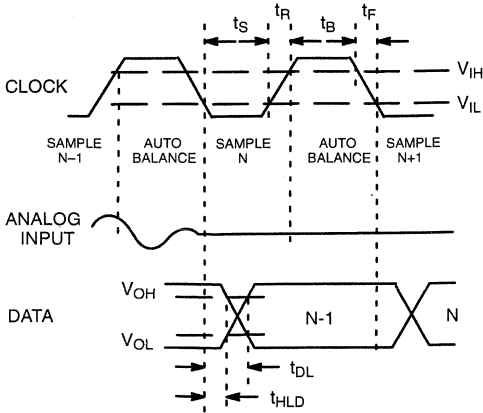 tS tR tB tF
CLOCK
VIH
VIL
SAMPLE
N–1
AUTO
BALANCE
SAMPLE
N
AUTO
BALANCE
SAMPLE
N+1
ANALOG
INPUT
DATA
VOH
VOL
N-1
N
tDL
tHLD